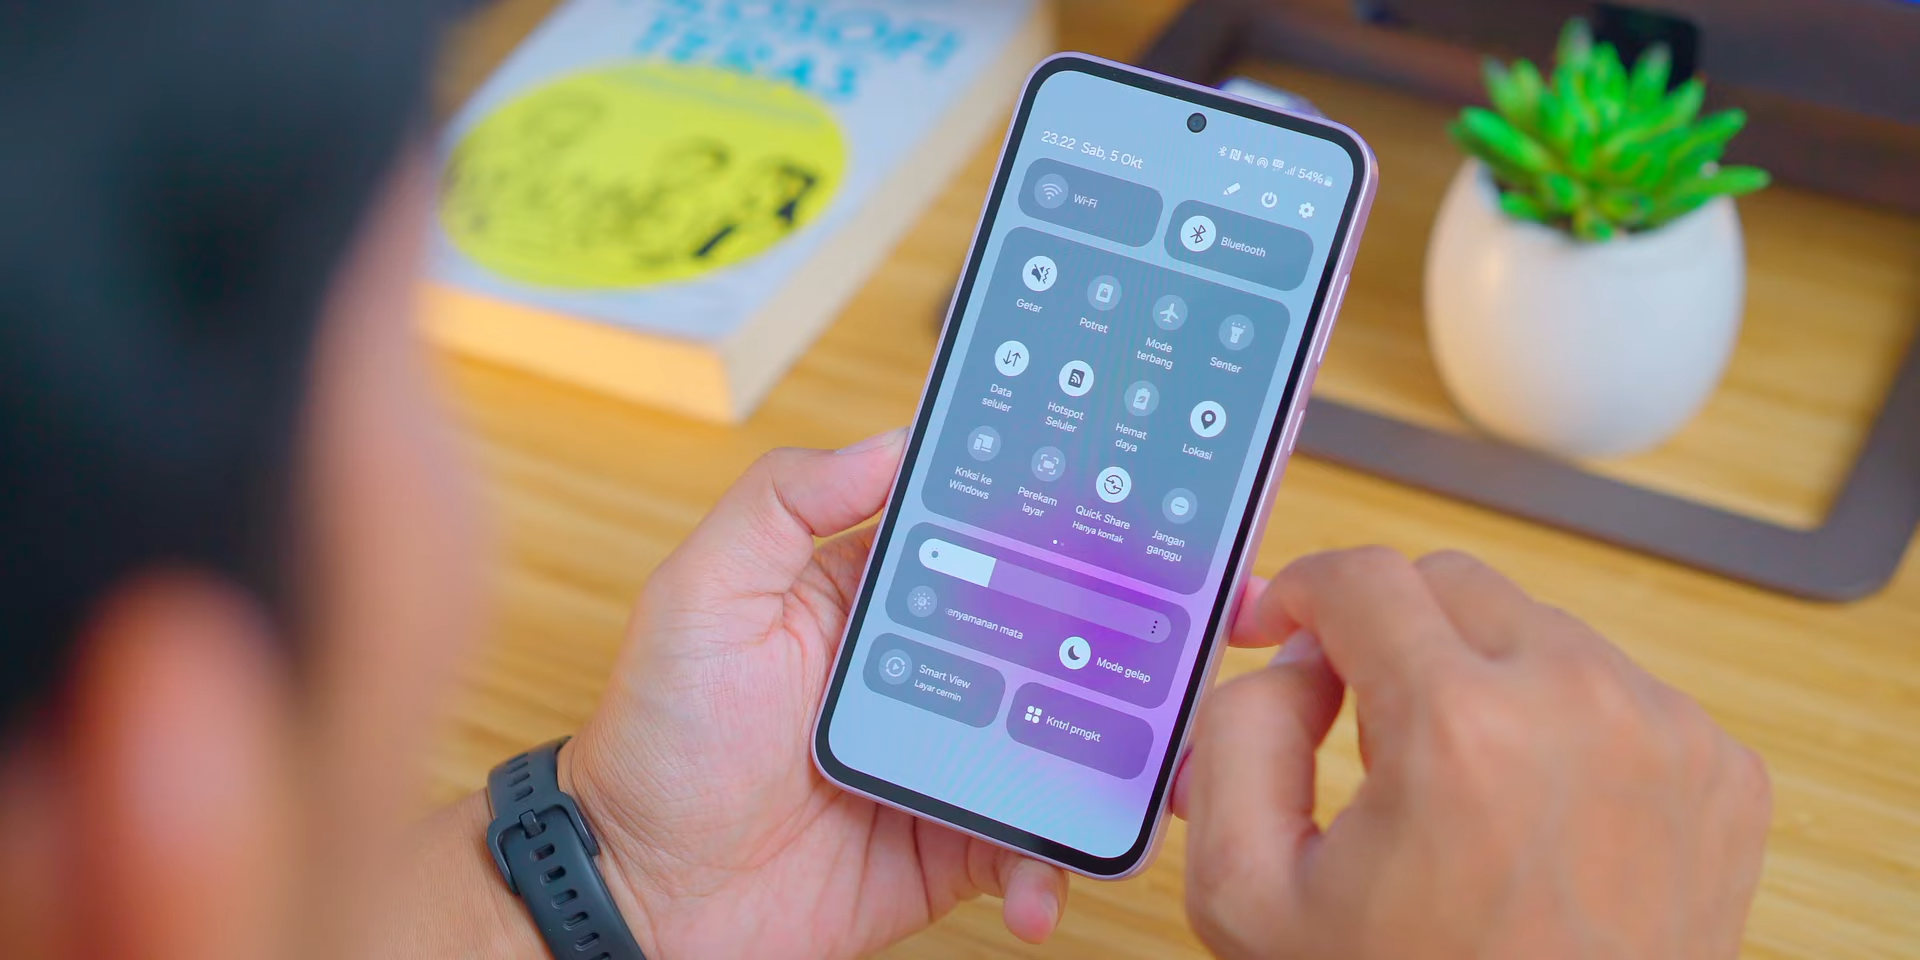 TERAS
23.22 Sab, 5 Okt
54%
Wi-Fi
Bluetooth
Getar
Potret
Mode
terbang
Senter
Data
seluler
Hotspot
Seluler
Hemat
daya
Lokasi
Knksi ke
Windows
Perekam
layar
Quick Share
Hanya kontak
Jangan
ganggu
enyamanan mata
Mode gelap
Smart View
Layar cermin
Kntrl prngkt